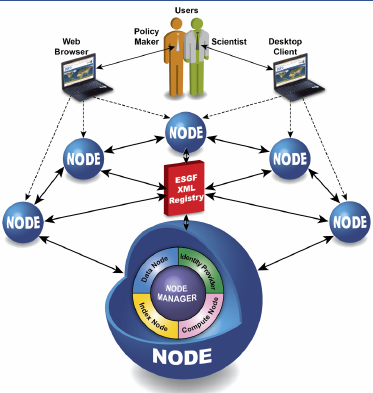 Users
Policy
Maker
Scientist
Web
Browser
Desktop
Client
NODE
NODE
NODE
ESGF
XML
Registry
NODE
NODE
Data Node
Identity Provider
NODE
MANAGER
Index Node
Compute Node
NODE